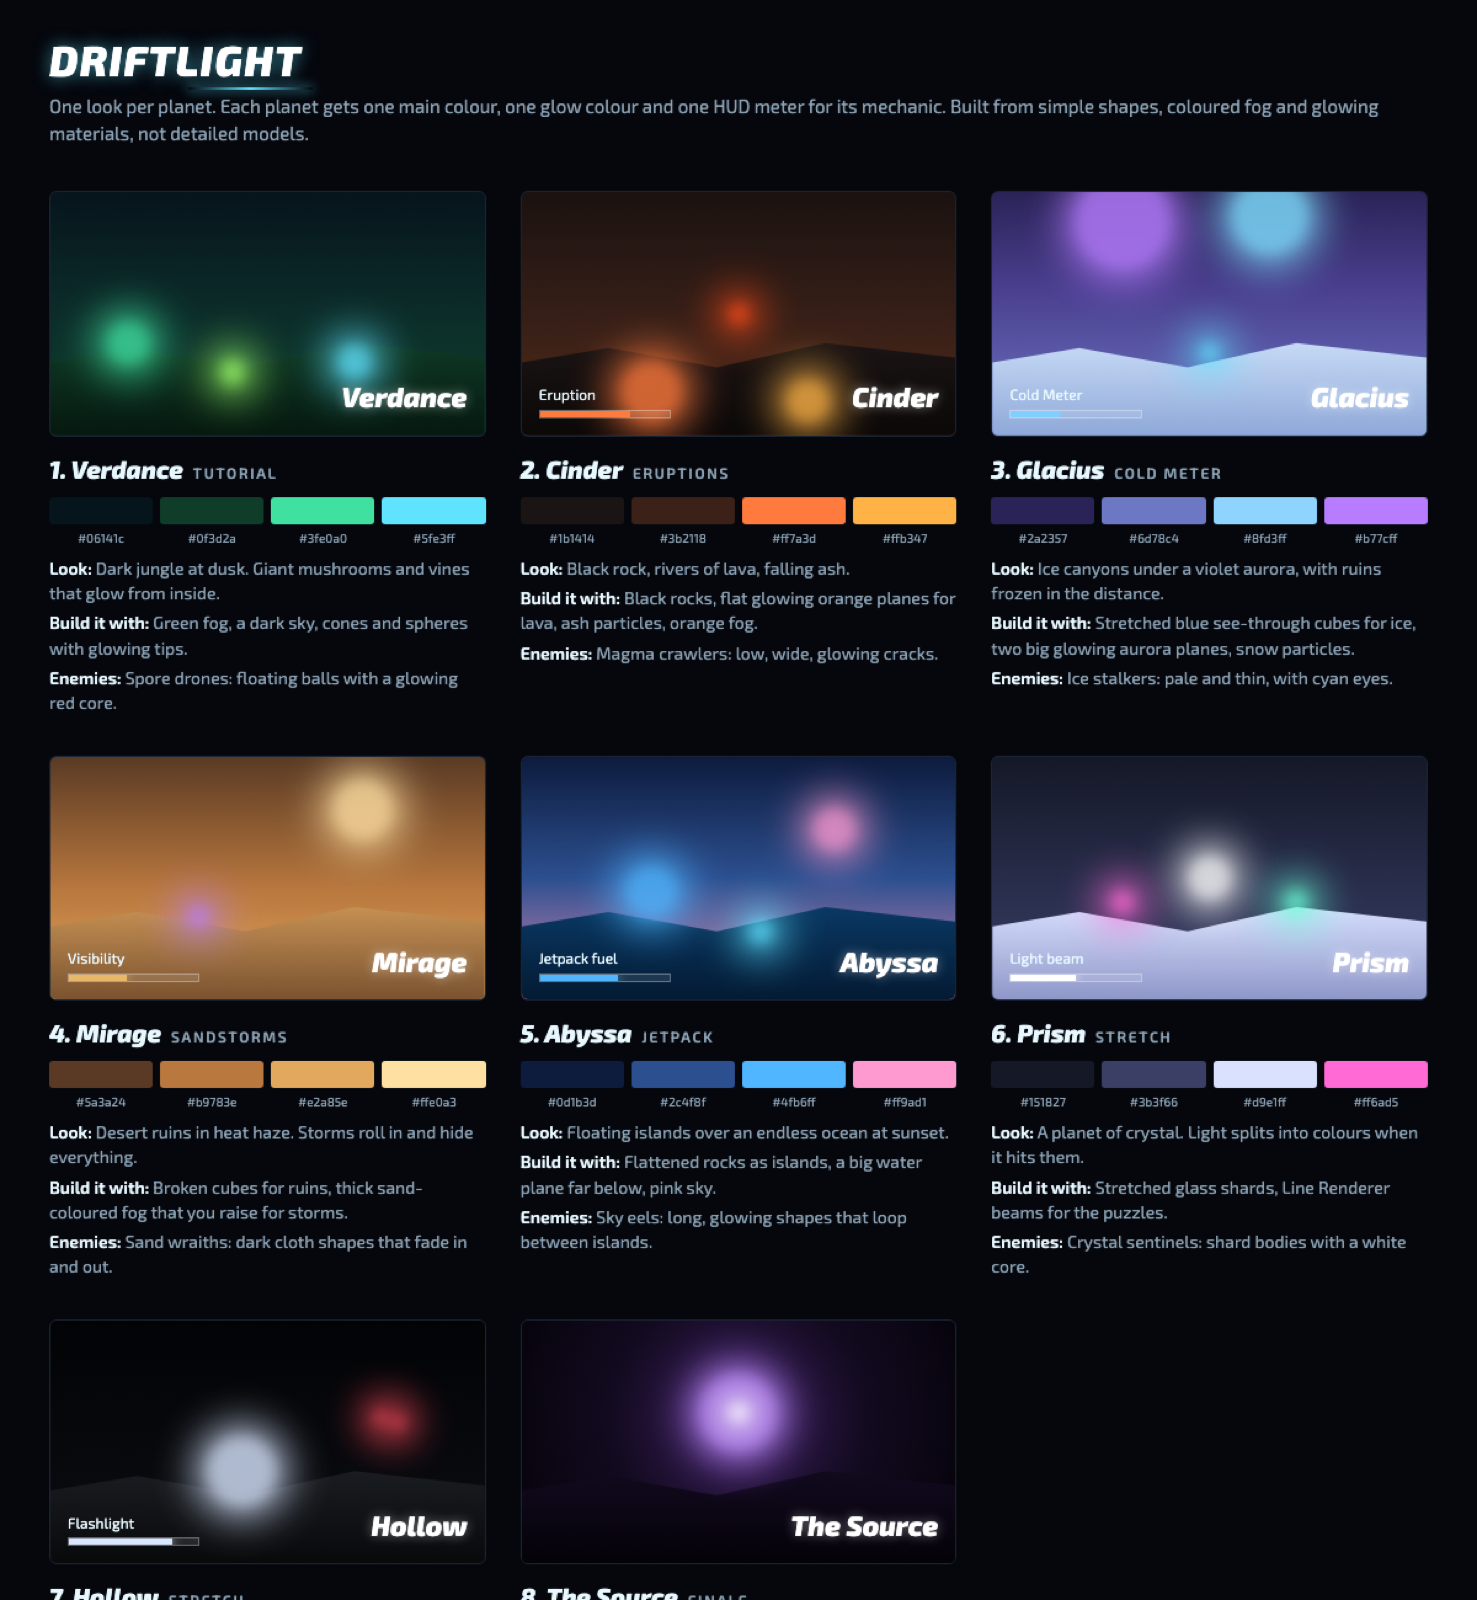 DRIFTLIGHT
One look per planet. Each planet gets one main colour, one glow colour and one HUD meter for its mechanic. Built from simple shapes, coloured fog and glowing
materials, not detailed models.
Verdance
1. Verdance TUTORIAL
#06141c #0f3d2a #3fe0a0 #5fe3ff
Look: Dark jungle at dusk. Giant mushrooms and vines
that glow from inside.
Build it with: Green fog, a dark sky, cones and spheres
with glowing tips.
Enemies: Spore drones: floating balls with a glowing
red core.
Eruption
Cinder
2. Cinder ERUPTIONS
#1b1414 #3b2118 #ff7a3d #ffb347
Look: Black rock, rivers of lava, falling ash.
Build it with: Black rocks, flat glowing orange planes for
lava, ash particles, orange fog.
Enemies: Magma crawlers: low, wide, glowing cracks.
Cold Meter
Glacius
3. Glacius COLD METER
#2a2357 #6d78c4 #8fd3ff #b77cff
Look: Ice canyons under a violet aurora, with ruins
frozen in the distance.
Build it with: Stretched blue see-through cubes for ice,
two big glowing aurora planes, snow particles.
Enemies: Ice stalkers: pale and thin, with cyan eyes.
Visibility
Mirage
4. Mirage SANDSTORMS
#5a3a24 #b9783e #e2a85e #ffe0a3
Look: Desert ruins in heat haze. Storms roll in and hide
everything.
Build it with: Broken cubes for ruins, thick sand-
coloured fog that you raise for storms.
Enemies: Sand wraiths: dark cloth shapes that fade in
and out.
Jetpack fuel
Abyssa
5. Abyssa JETPACK
#0d1b3d #2c4f8f #4fb6ff #ff9ad1
Look: Floating islands over an endless ocean at sunset.
Build it with: Flattened rocks as islands, a big water
plane far below, pink sky.
Enemies: Sky eels: long, glowing shapes that loop
between islands.
Light beam
Prism
6. Prism STRETCH
#151827 #3b3f66 #d9e1ff #ff6ad5
Look: A planet of crystal. Light splits into colours when
it hits them.
Build it with: Stretched glass shards, Line Renderer
beams for the puzzles.
Enemies: Crystal sentinels: shard bodies with a white
core.
Flashlight
Hollow
7. Hollow STRETCH
The Source
8. The Source FINALE